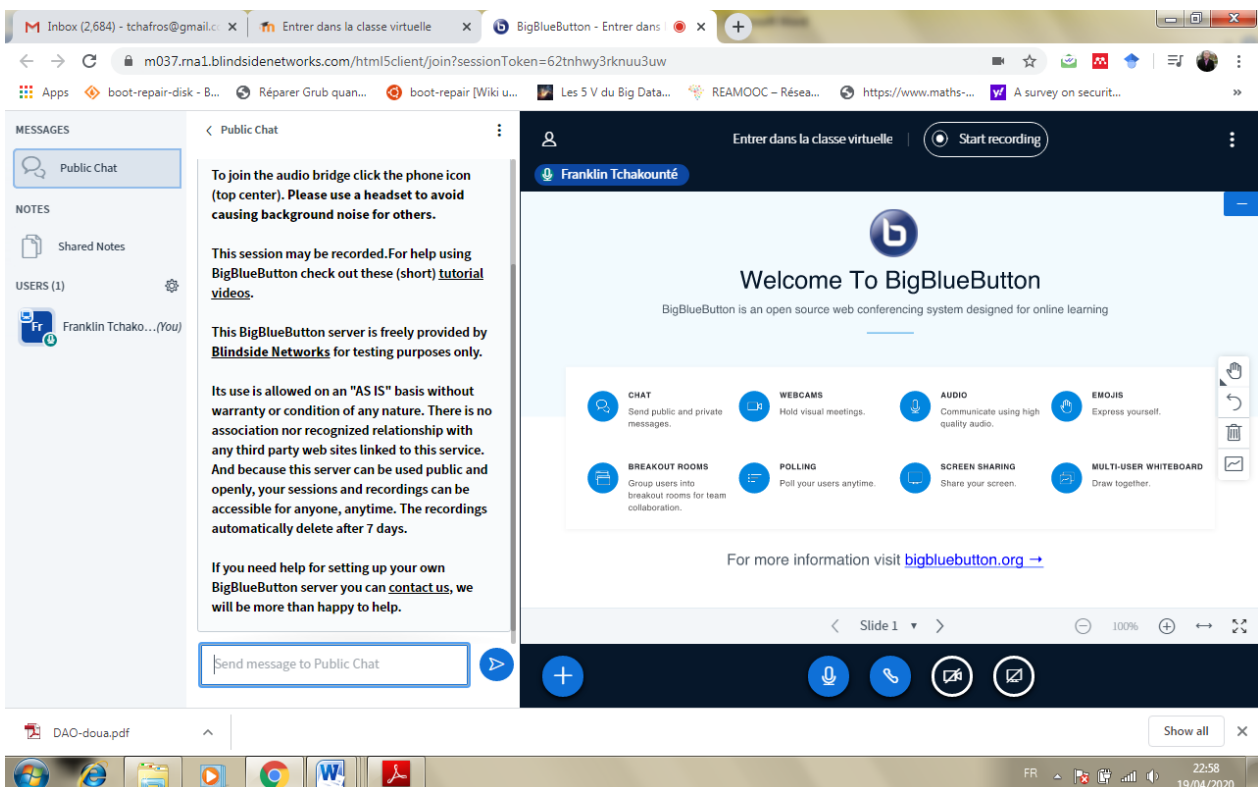 Inbox (2,684) - tchafros@gmail.c
Entrer dans la classe virtuelle
BigBlueButton - Entrer dans
m037.rna1.blindsidenetworks.com/html5client/join?sessionToken=62tnhwy3rknuu3uw
Apps boot-repair-disk - B... Réparer Grub quan... boot-repair [Wiki u... Les 5 V du Big Data... REAMOOC – Résea... https://www.maths-... A survey on securit... »
MESSAGES
Public Chat
NOTES
Shared Notes
USERS (1)
Fr
Franklin Tchako...(You)
Public Chat
To join the audio bridge click the phone icon
(top center). Please use a headset to avoid
causing background noise for others.
This session may be recorded.For help using
BigBlueButton check out these (short) tutorial
videos.
This BigBlueButton server is freely provided by
Blindside Networks for testing purposes only.
Its use is allowed on an "AS IS" basis without
warranty or condition of any nature. There is no
association nor recognized relationship with
any third party web sites linked to this service.
And because this server can be used public and
openly, your sessions and recordings can be
accessible for anyone, anytime. The recordings
automatically delete after 7 days.
If you need help for setting up your own
BigBlueButton server you can contact us, we
will be more than happy to help.
Send message to Public Chat
Entrer dans la classe virtuelle | Start recording
Franklin Tchakounté
b
Welcome To BigBlueButton
BigBlueButton is an open source web conferencing system designed for online learning
CHAT
Send public and private
messages.
WEBCAMS
Hold visual meetings.
AUDIO
Communicate using high
quality audio.
EMOJIS
Express yourself.
BREAKOUT ROOMS
Group users into
breakout rooms for team
collaboration.
POLLING
Poll your users anytime.
SCREEN SHARING
Share your screen.
MULTI-USER WHITEBOARD
Draw together.
For more information visit bigbluebutton.org →
Slide 1
100%
DAO-doua.pdf
Show all
FR
22:58
19/04/2020